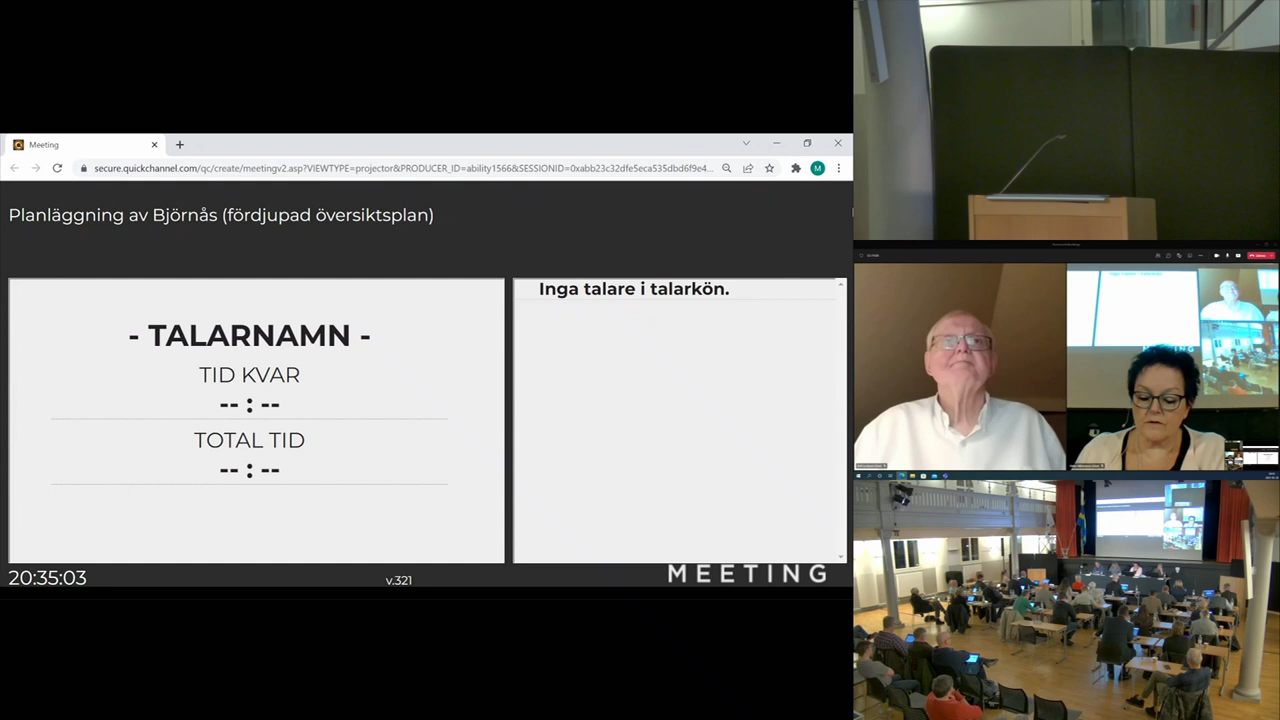 Meeting
secure.quickchannel.com/qc/create/meetingv2.asp?VIEWTYPE=projector&PRODUCER_ID=ability1566&SESSIONID=0xabb23c32dfe5eca535dbd6f9e4...
M
Planläggning av Björnås (fördjupad översiktsplan)
- TALARNAMN -
TID KVAR
-- : --
TOTAL TID
-- : --
Inga talare i talarkön.
20:35:03
v.321
MEETING
MEETING